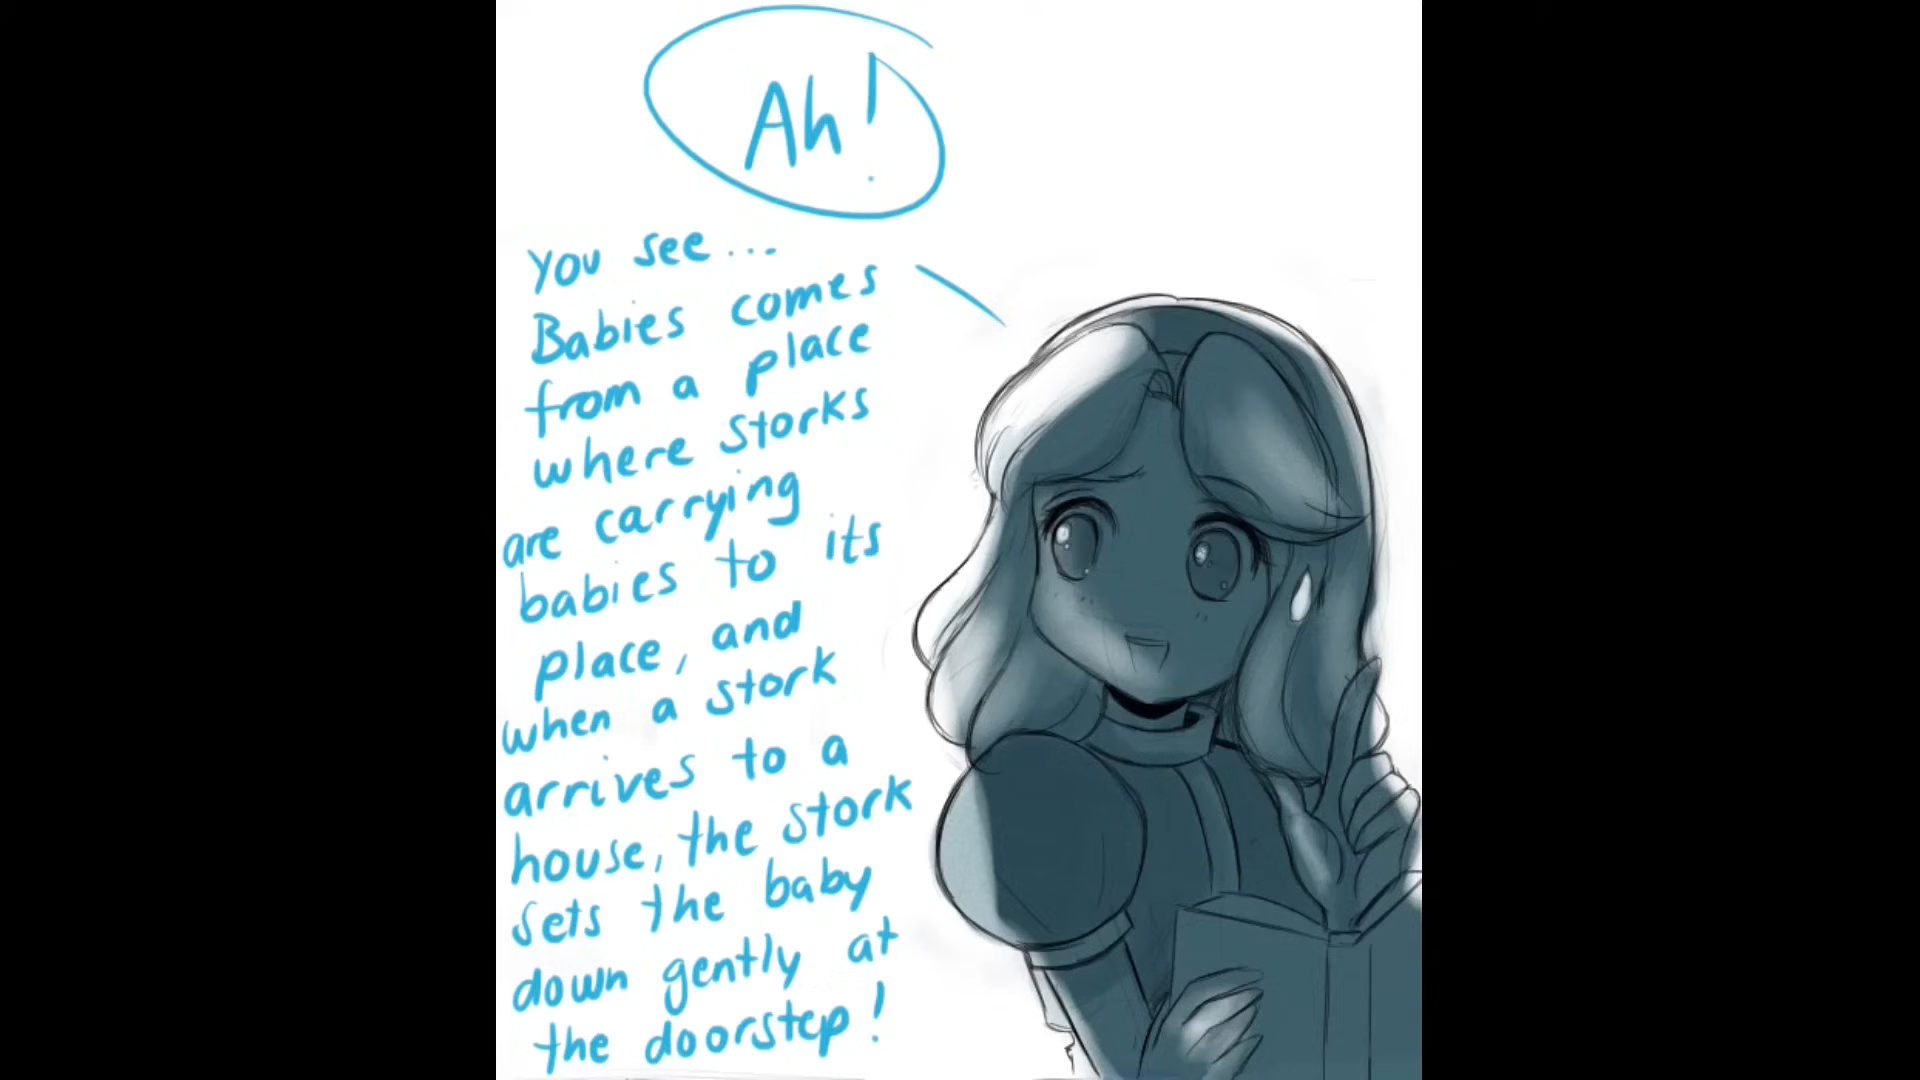 Ah!
You see...
Babies comes
from a place
where storks
are carrying
babies to its
place, and
when a stork
arrives to a
house, the stork
sets the baby
down gently at
the doorstep!